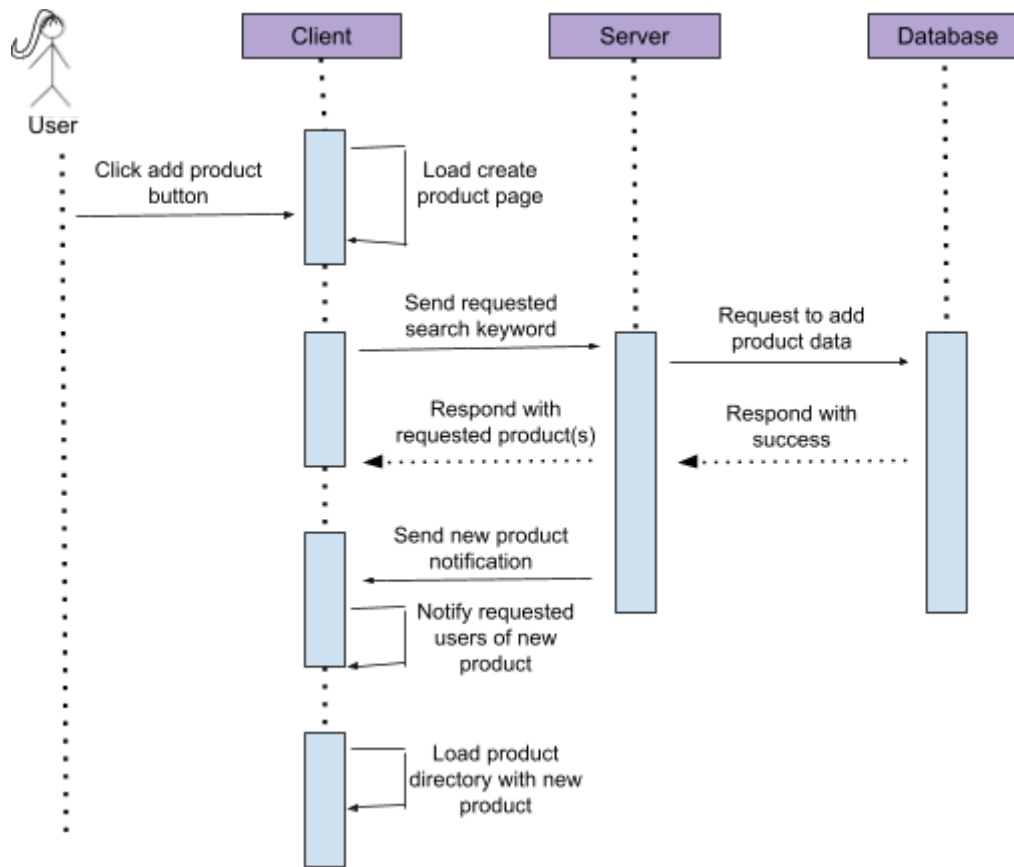 Client
Server
Database
User
Click add product
button
Load create
product page
Send requested
search keyword
Request to add
product data
Respond with
requested product(s)
Respond with
success
Send new product
notification
Notify requested
users of new
product
Load product
directory with new
product